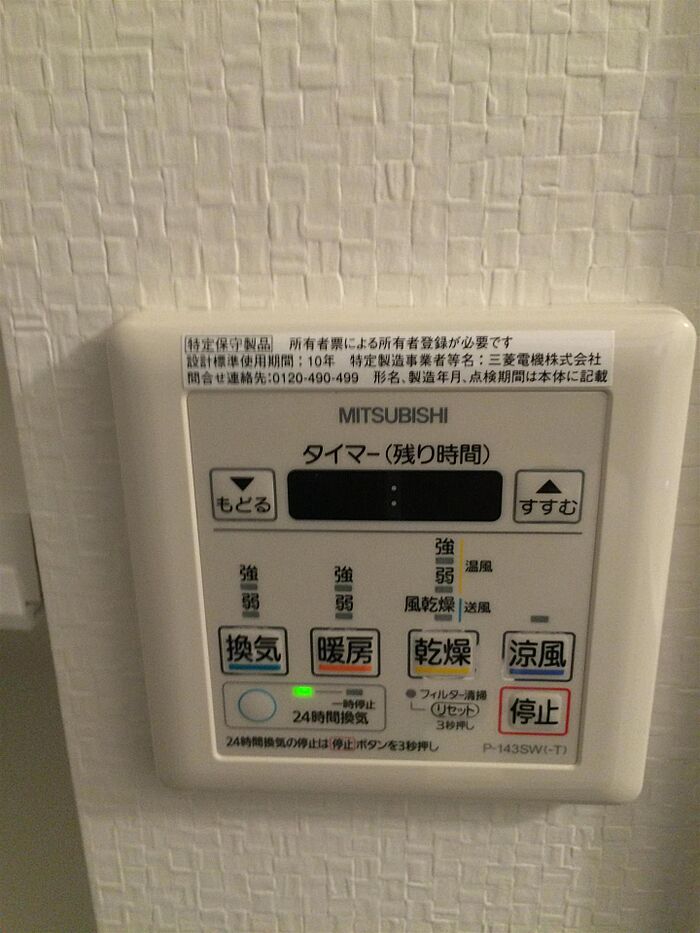 特定保守製品 所有者票による所有者登録が必要です
設計標準使用期間;10年 特定製造事業者等名:三菱電機株式会社
問合せ連絡先:0120-490-499 形名、製造年月、点検期間は本体に記載
MITSUBISHI
タイマー(残り時間)
▼ : ▲
もどる すすむ
強 強 強 温風
弱 弱 弱
風乾燥 送風
換気 暖房 乾燥 涼風
一時停止
24時間換気
フィルター清掃
リセット
3秒押し
停止
24時間換気の停止は停止ボタンを3秒押し
P-143SW(-T)